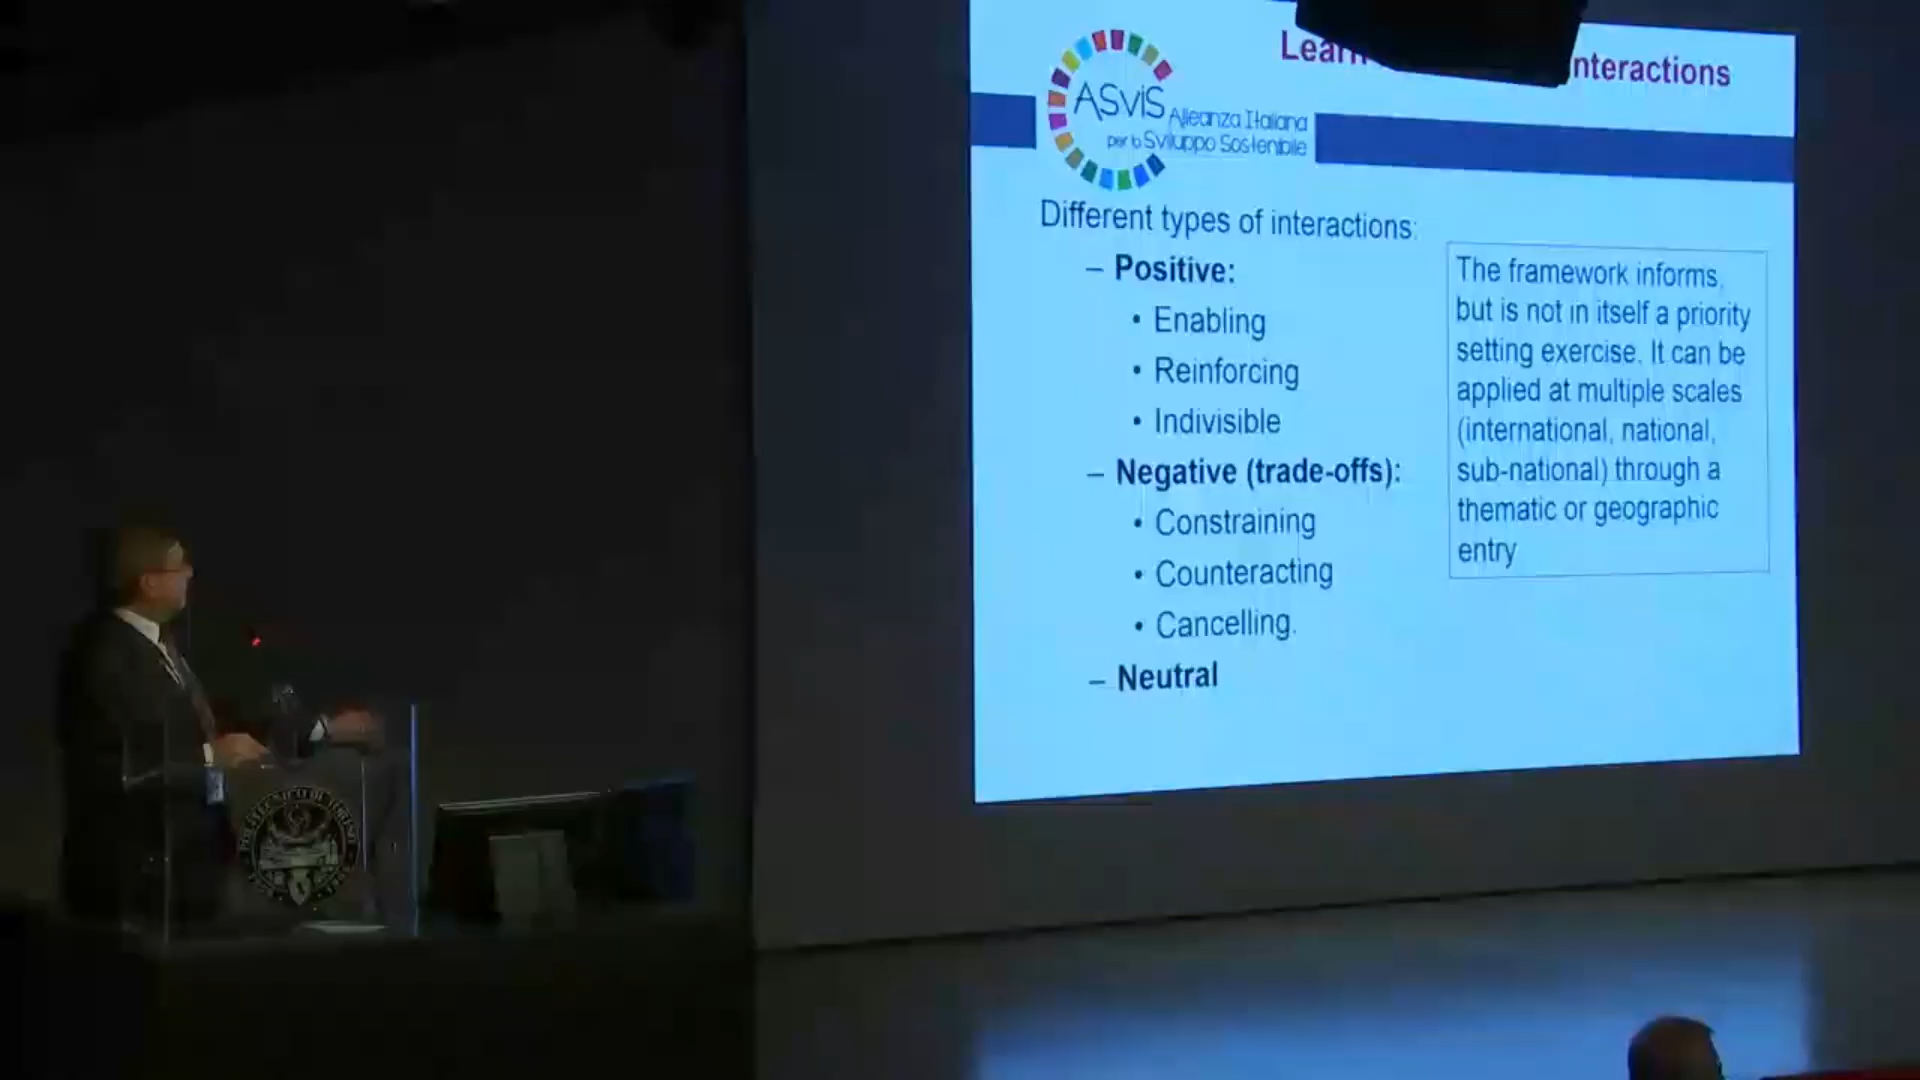 nteractions
ASviS Alleanza Italiana
per lo Sviluppo Sostenibile
Different types of interactions:
– Positive:
• Enabling
• Reinforcing
• Indivisible
– Negative (trade-offs):
• Constraining
• Counteracting
• Cancelling.
– Neutral
The framework informs,
but is not in itself a priority
setting exercise. It can be
applied at multiple scales
(international, national,
sub-national) through a
thematic or geographic
entry